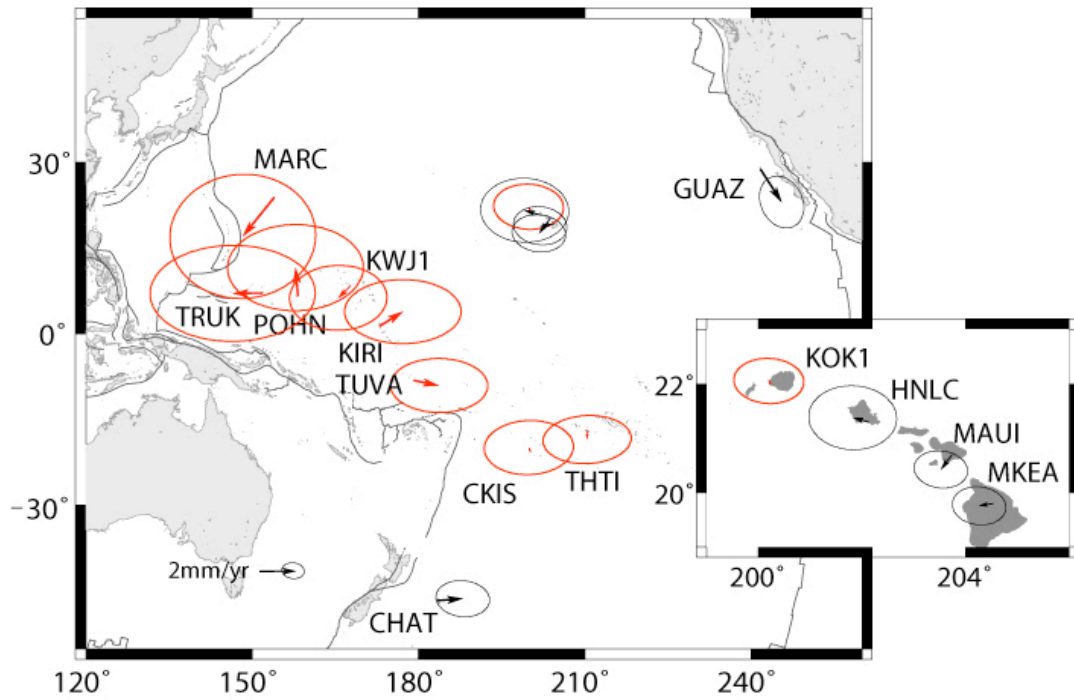 MARC
30°
GUAZ
KWJ1
TRUK
POHN
0°
KIRI
TUVA
KOK1
22°
HNLC
MAUI
MKEA
CKIS
THTI
20°
−30°
2mm/yr
200°
204°
CHAT
120°
150°
180°
210°
240°